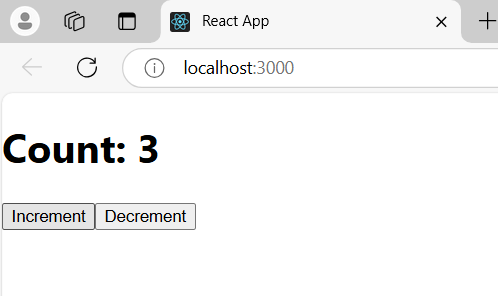 React App
localhost:3000
Count: 3
Increment Decrement